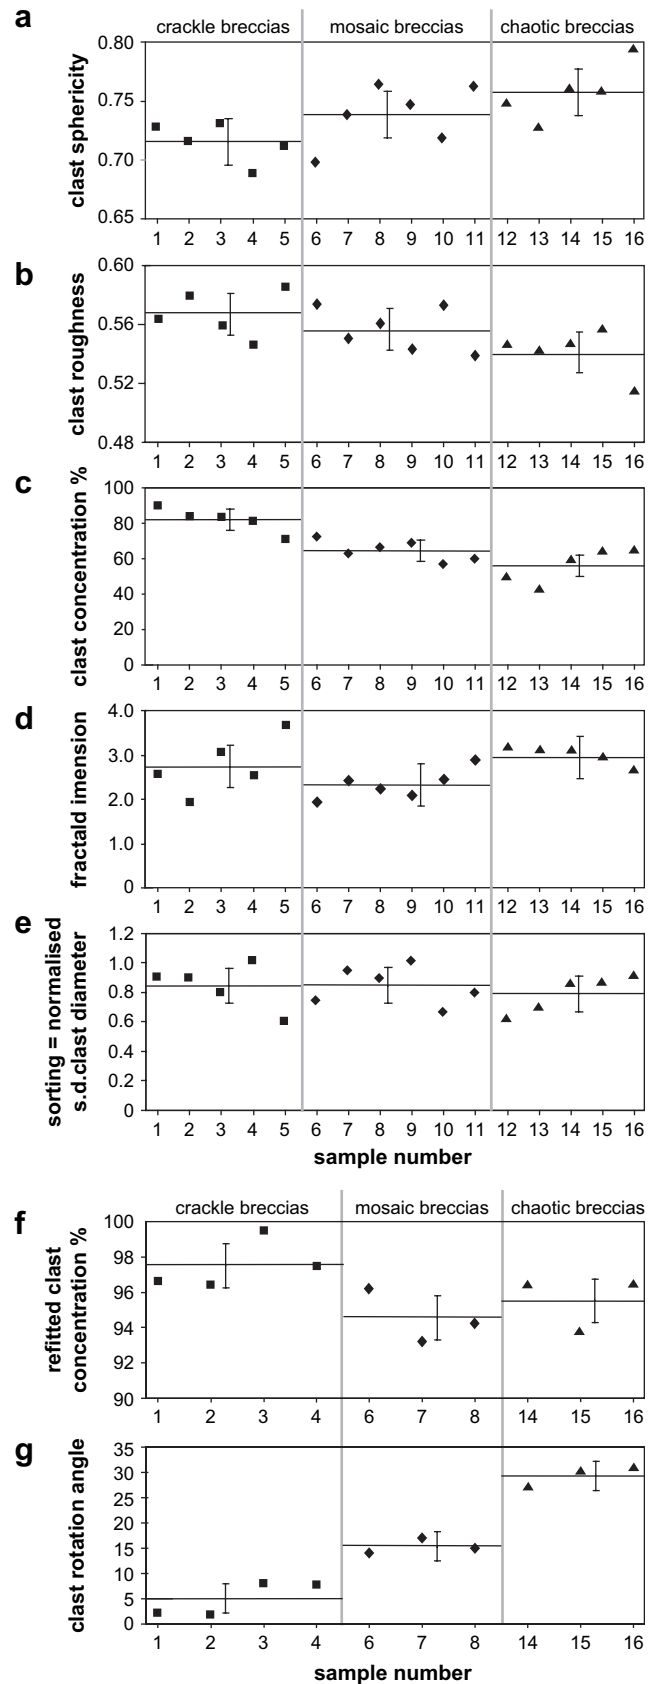 a
crackle breccias mosaic breccias chaotic breccias
clast sphericity
0.80
0.75
0.70
0.65
1 2 3 4 5 6 7 8 9 10 11 12 13 14 15 16
b
clast roughness
0.60
0.56
0.52
0.48
1 2 3 4 5 6 7 8 9 10 11 12 13 14 15 16
c
clast concentration %
100
80
60
40
20
0
1 2 3 4 5 6 7 8 9 10 11 12 13 14 15 16
d
fractald imension
4.0
3.0
2.0
1.0
0
1 2 3 4 5 6 7 8 9 10 11 12 13 14 15 16
e
sorting = normalised
s.d.clast diameter
1.2
1.0
0.8
0.6
0.4
0.2
0
1 2 3 4 5 6 7 8 9 10 11 12 13 14 15 16
sample number
f
crackle breccias mosaic breccias chaotic breccias
refitted clast
concentration %
100
98
96
94
92
90
1 2 3 4 6 7 8 14 15 16
g
clast rotation angle
35
30
25
20
15
10
5
0
1 2 3 4 6 7 8 14 15 16
sample number